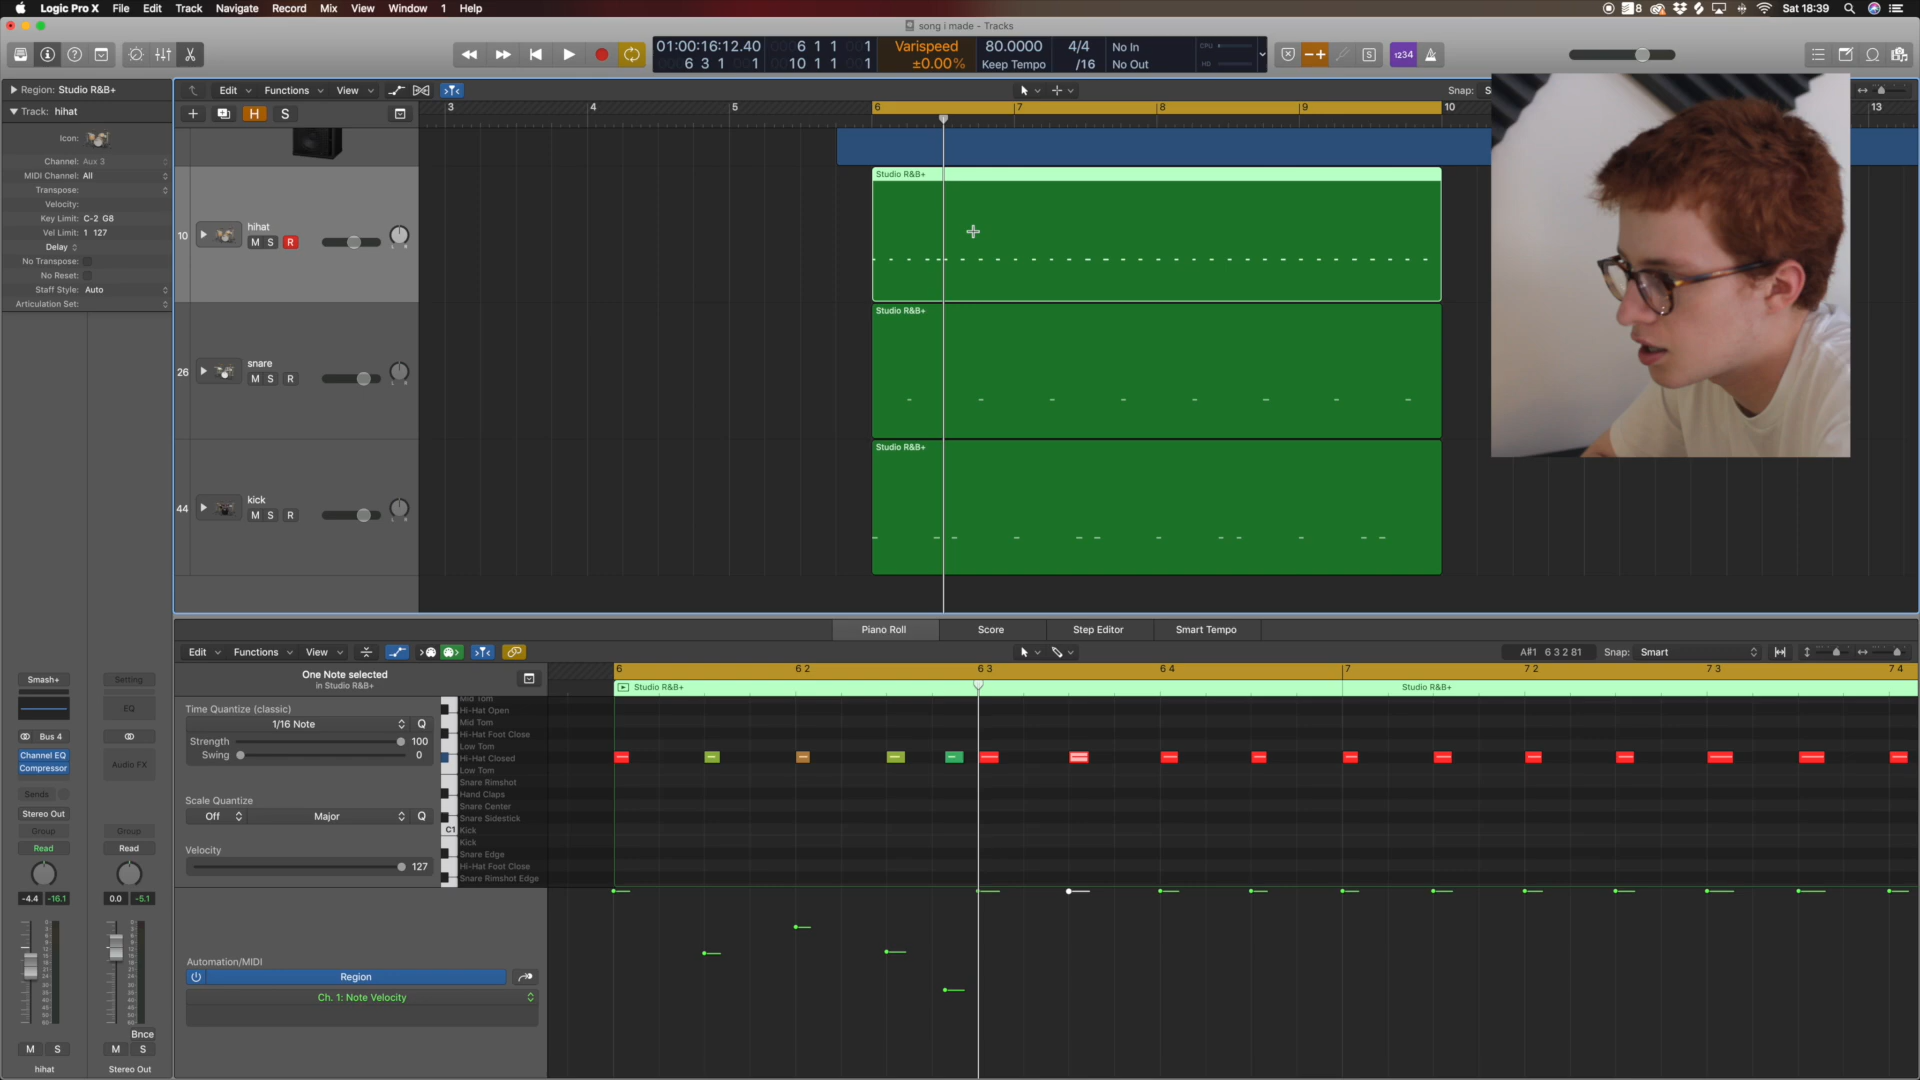 Logic Pro X File Edit Track Navigate Record Mix View Window 1 Help
8 Sat 18:39
song i made - Tracks
01:00:16:12.40 6 1 1 1 Varispeed 80.0000 4/4 No In CPU
6 3 1 1 10 1 1 1 ±0.00% Keep Tempo /16 No Out HD
S 1234
Region: Studio R&B+
Track: hihat
Icon:
Channel: Aux 3
MIDI Channel: All
Transpose:
Velocity:
Key Limit: C-2 G8
Vel Limit: 1 127
Delay
No Transpose:
No Reset:
Staff Style: Auto
Articulation Set:
Edit Functions View Snap: S
H S
3 4 5 6 7 8 9 10 13
10 hihat
M S R
L R
26 snare
M S R
L R
44 kick
M S R
L R
Studio R&B+
Studio R&B+
Studio R&B+
Piano Roll Score Step Editor Smart Tempo
Edit Functions View A#1 6 3 2 81 Snap: Smart
6 6 2 6 3 6 4 7 7 2 7 3 7 4
Studio R&B+ Studio R&B+
One Note selected
in Studio R&B+
Time Quantize (classic)
1/16 Note Q
Strength 100
Swing 0
Scale Quantize
Off Major Q
Velocity
127
Mid Tom
Hi-Hat Open
Mid Tom
Hi-Hat Foot Close
Low Tom
Hi-Hat Closed
Low Tom
Snare Rimshot
Hand Claps
Snare Center
Snare Sidestick
C1 Kick
Kick
Snare Edge
Hi-Hat Foot Close
Snare Rimshot Edge
Automation/MIDI
Region
Ch. 1: Note Velocity
Smash+ Setting
EQ
Bus 4
Channel EQ
Compressor
Audio FX
Sends
Stereo Out
Group Group
Read Read
-4.4 -16.1 0.0 -5.1
Bnce
M S M S
hihat Stereo Out